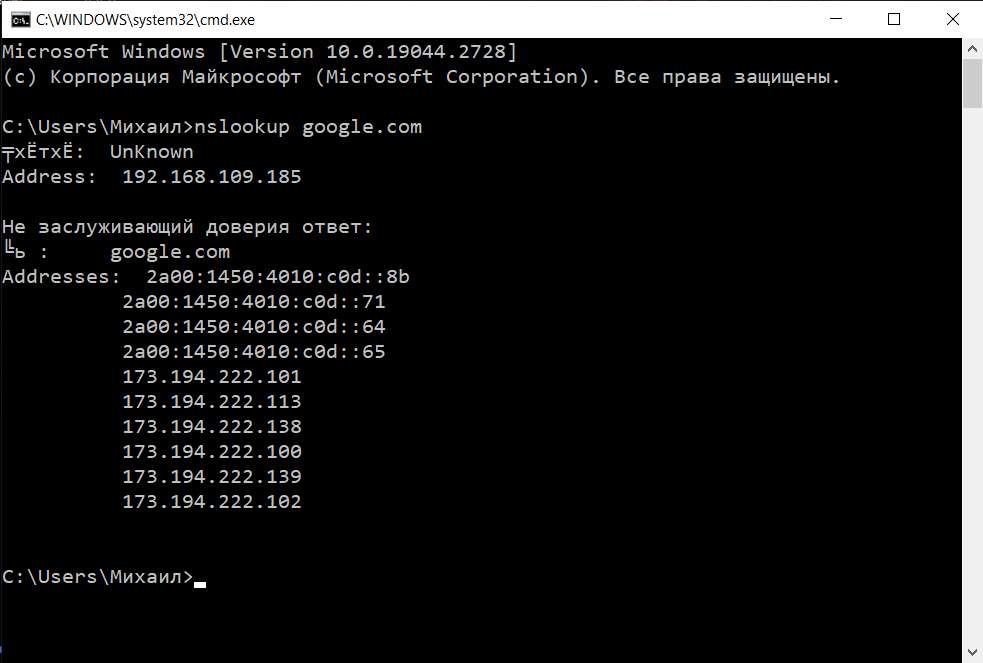 C:\WINDOWS\system32\cmd.exe
Microsoft Windows [Version 10.0.19044.2728]
(c) Корпорация Майкрософт (Microsoft Corporation). Все права защищены.
C:\Users\Михаил>nslookup google.com
╤хЁтхЁ:  UnKnown
Address:  192.168.109.185
Не заслуживающий доверия ответ:
╚ь :     google.com
Addresses:  2a00:1450:4010:c0d::8b
2a00:1450:4010:c0d::71
2a00:1450:4010:c0d::64
2a00:1450:4010:c0d::65
173.194.222.101
173.194.222.113
173.194.222.138
173.194.222.100
173.194.222.139
173.194.222.102
C:\Users\Михаил>